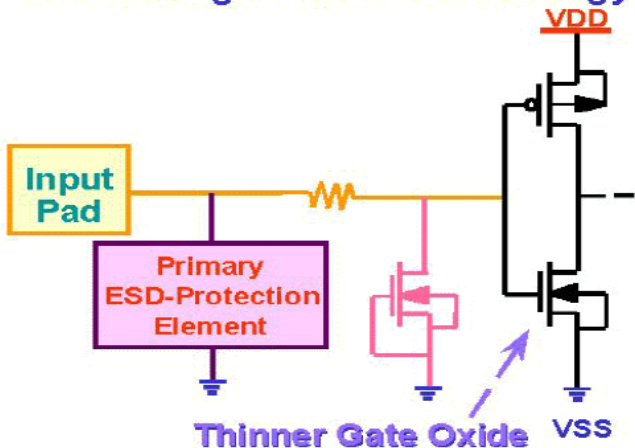 VDD
Input
Pad
Primary
ESD-Protection
Element
Thinner Gate Oxide
VSS